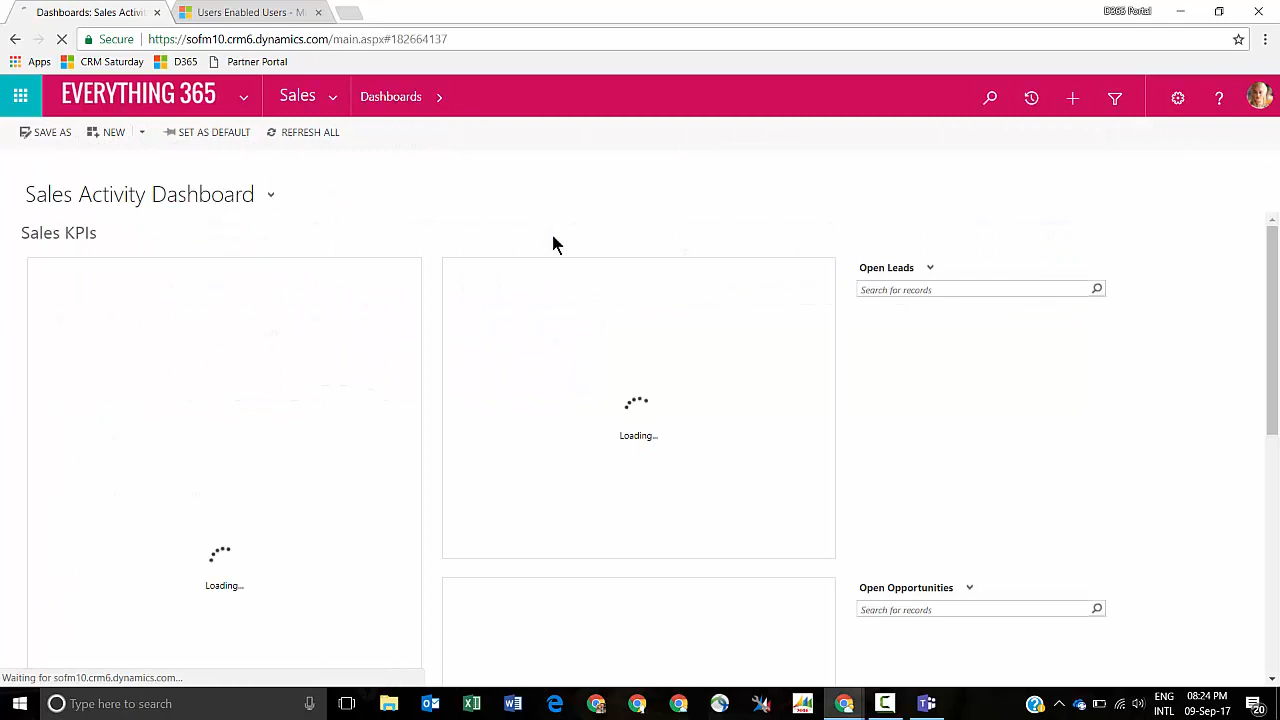 Dashboards: Sales Activit
Users Enabled Users - Mi
D365 Portal
Secure
https://sofm10.crm6.dynamics.com/main.aspx#182664137
Apps
CRM Saturday
D365
Partner Portal
EVERYTHING 365
Sales
Dashboards
SAVE AS
NEW
SET AS DEFAULT
REFRESH ALL
Sales Activity Dashboard
Sales KPIs
Open Leads
Search for records
Loading...
Loading...
Open Opportunities
Search for records
Waiting for sofm10.crm6.dynamics.com...
Type here to search
ENG
INTL
08:24 PM
09-Sep-17
20